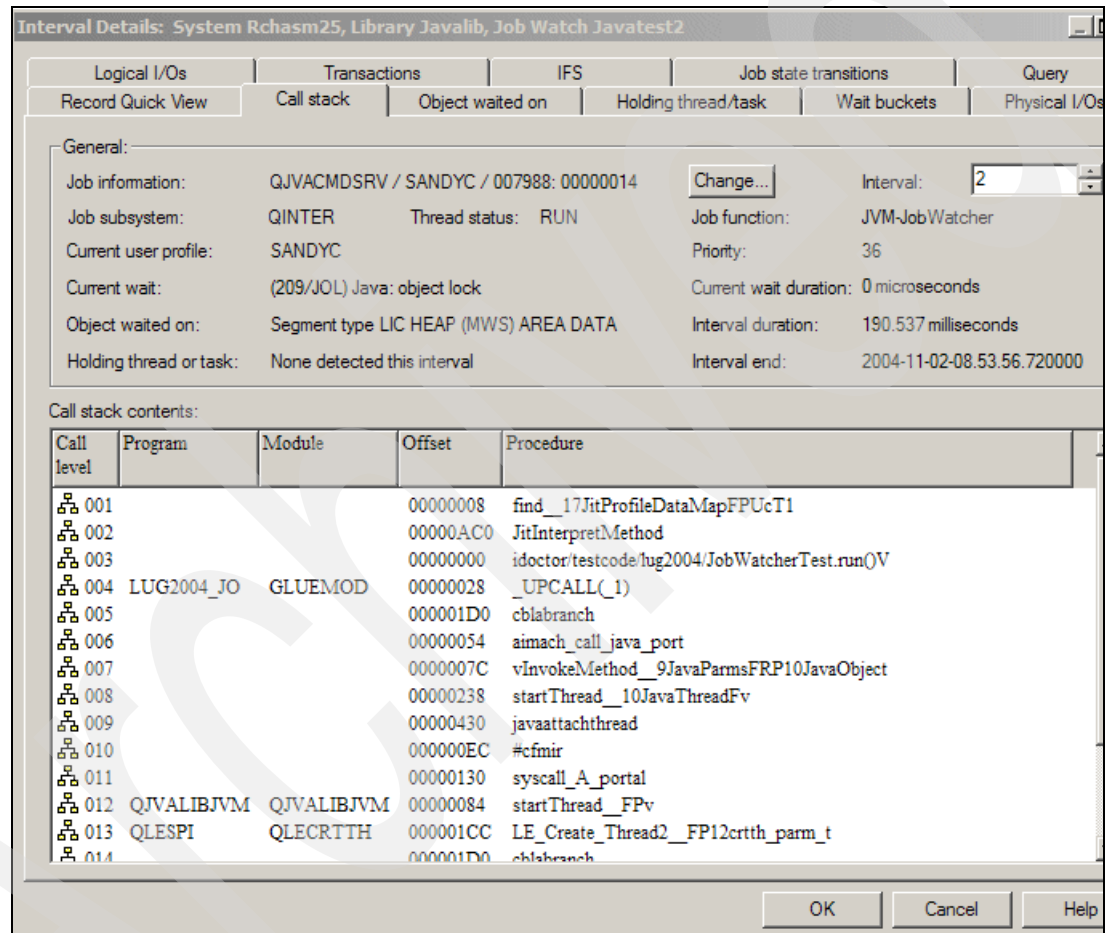 Interval Details: System Rchasm25, Library Javalib, Job Watch Javatest2
Logical I/Os Transactions IFS Job state transitions Query
Record Quick View Call stack Object waited on Holding thread/task Wait buckets Physical I/Os
General:
Job information: QJVACMDSRV / SANDYC / 007988: 00000014 Change... Interval: 2
Job subsystem: QINTER Thread status: RUN Job function: JVM-JobWatcher
Current user profile: SANDYC Priority: 36
Current wait: (209/JOL) Java: object lock Current wait duration: 0 microseconds
Object waited on: Segment type LIC HEAP (MWS) AREA DATA Interval duration: 190.537 milliseconds
Holding thread or task: None detected this interval Interval end: 2004-11-02-08.53.56.720000
Call stack contents:
Call level Program Module Offset Procedure
001 00000008 find__17JitProfileDataMapFPUcT1
002 00000AC0 JitInterpretMethod
003 00000000 idoctor/testcode/lug2004/JobWatcherTest.run()V
004 LUG2004_JO GLUEMOD 00000028 _UPCALL(_1)
005 000001D0 cblabranch
006 00000054 aimach_call_java_port
007 0000007C vInvokeMethod__9JavaParmsFRP10JavaObject
008 00000238 startThread__10JavaThreadFv
009 00000430 javaattachthread
010 000000EC #cfmir
011 00000130 syscall_A_portal
012 QJVALIBJVM QJVALIBJVM 00000084 startThread__FPv
013 QLESPI QLECRTTH 000001CC LE_Create_Thread2__FP12crtth_parm_t
014 000001D0 cblabranch
OK Cancel Help